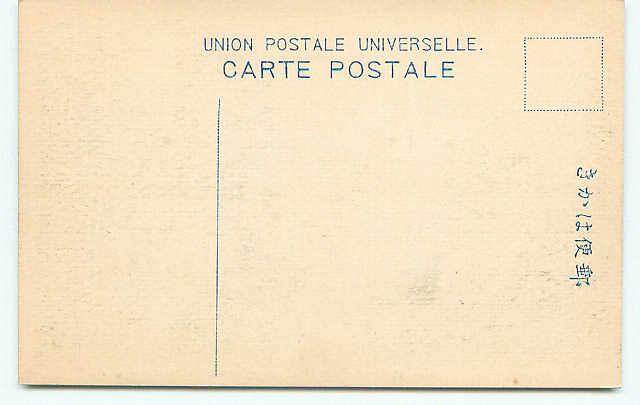 UNION POSTALE UNIVERSELLE.
CARTE POSTALE
郵便はかき